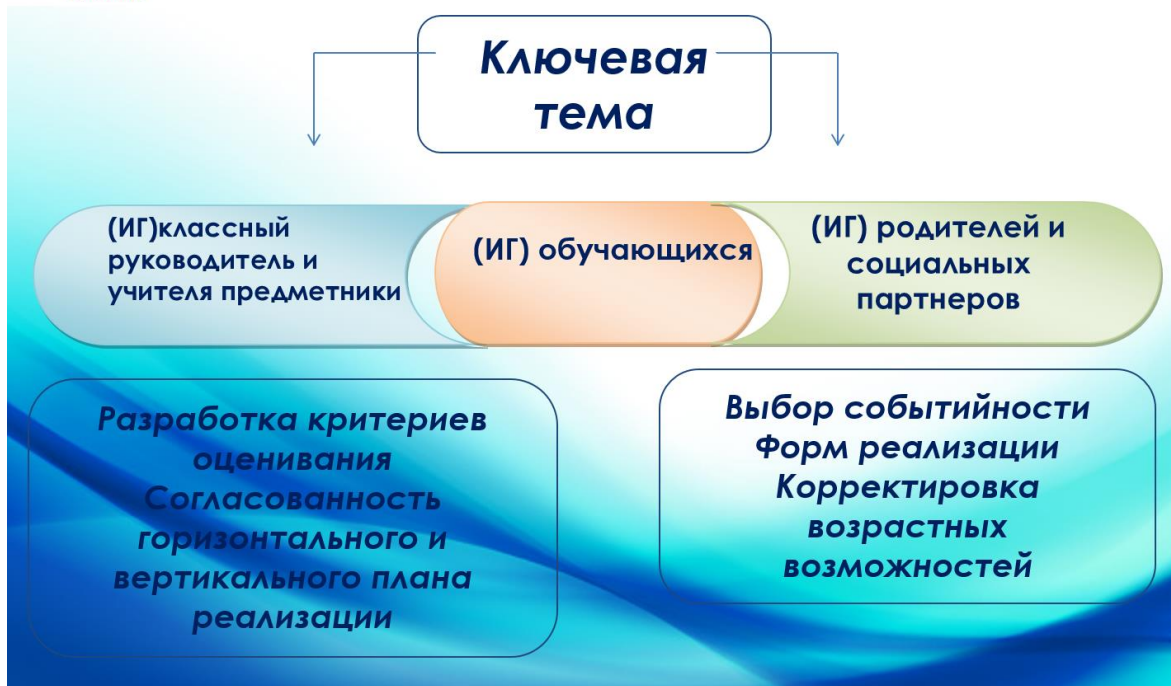 Ключевая
тема
(ИГ)классный
руководитель и
учителя предметники
(ИГ) обучающихся
(ИГ) родителей и
социальных
партнеров
Разработка критериев
оценивания
Согласованность
горизонтального и
вертикального плана
реализации
Выбор событийности
Форм реализации
Корректировка
возрастных
возможностей